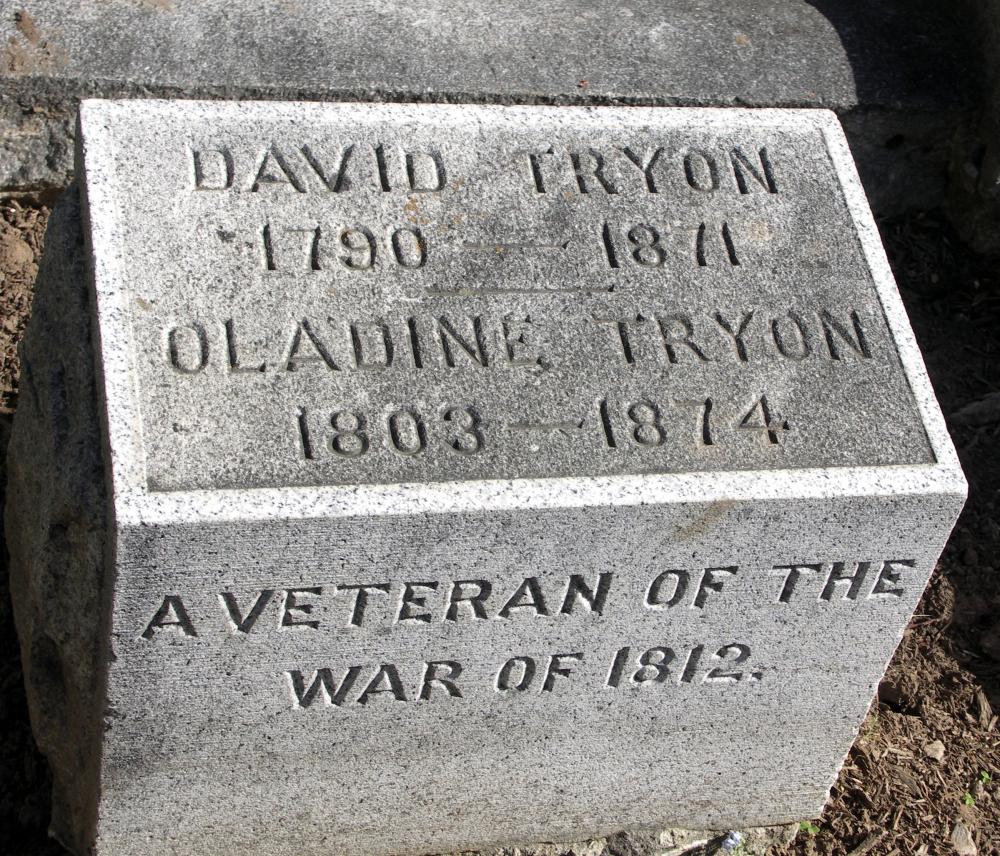 DAVID TRYON
1790 — 1871
OLADINE TRYON
1803 — 1874
A VETERAN OF THE
WAR OF 1812.